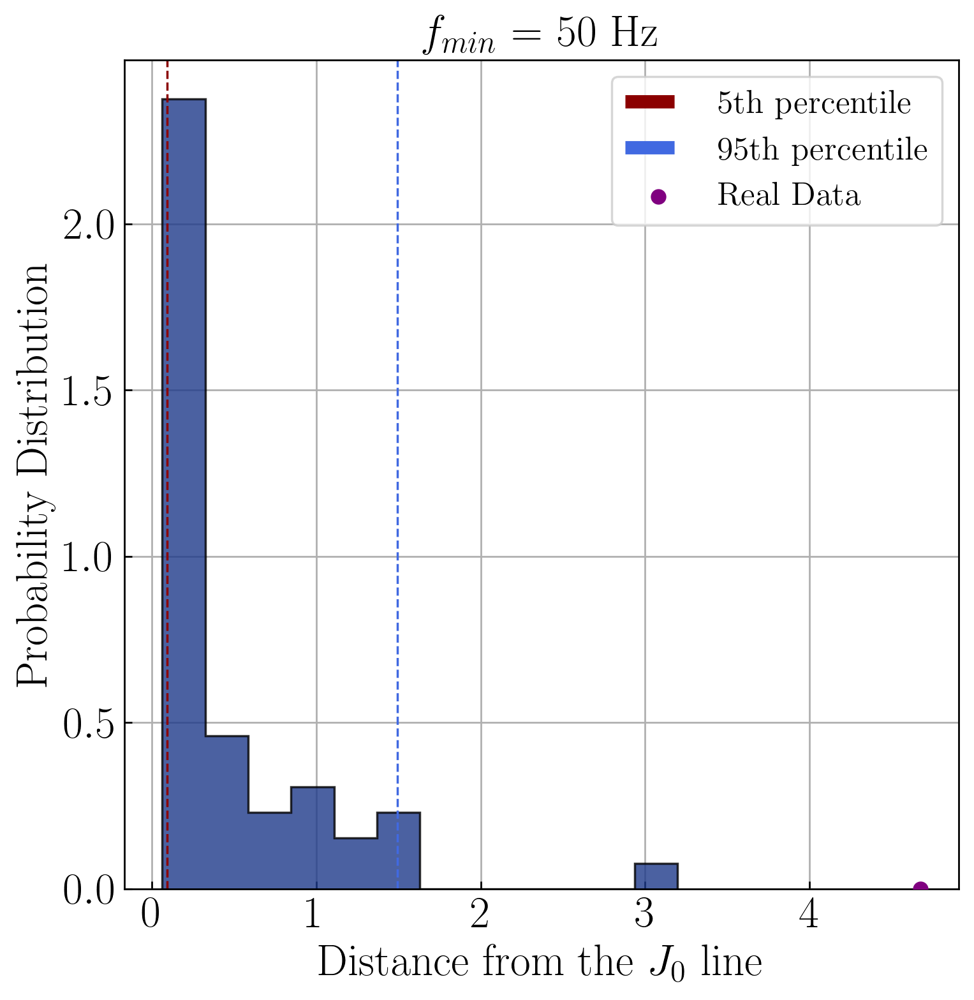 f_min = 50 Hz
5th percentile
95th percentile
Real Data
Probability Distribution
2.0
1.5
1.0
0.5
0.0
0 1 2 3 4
Distance from the J_0 line